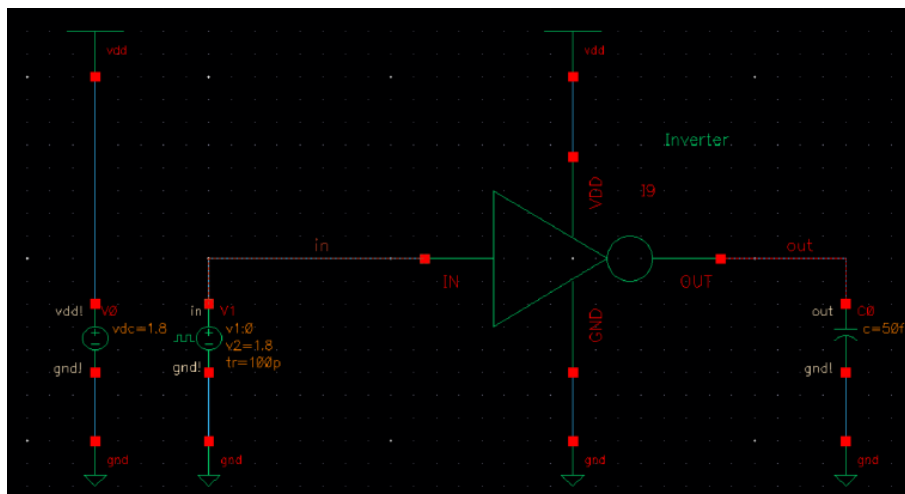 vdd
vdd
Inverter
VDD
I9
in
out
IN
OUT
vdd!
V0
in
V1
out
C0
vdc=1.8
v1:0
GND
c=50f
v2=1.8
gnd!
gnd!
tr=100p
gnd!
gnd
gnd
gnd
gnd